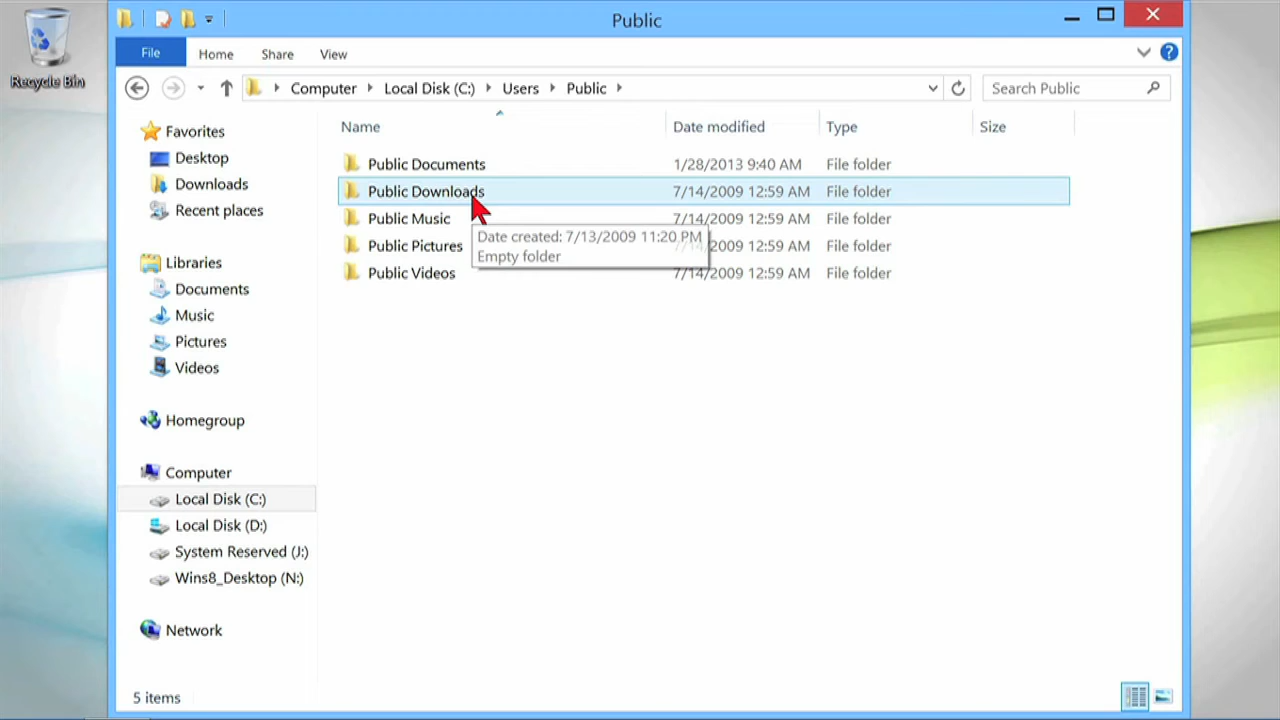 Recycle Bin
Public
File Home Share View
Computer Local Disk (C:) Users Public
Search Public
Name Date modified Type Size
Favorites
Desktop
Downloads
Recent places
Libraries
Documents
Music
Pictures
Videos
Homegroup
Computer
Local Disk (C:)
Local Disk (D:)
System Reserved (J:)
Wins8_Desktop (N:)
Network
Public Documents 1/28/2013 9:40 AM File folder
Public Downloads 7/14/2009 12:59 AM File folder
Public Music 7/14/2009 12:59 AM File folder
Date created: 7/13/2009 11:20 PM
Empty folder
Public Pictures 7/14/2009 12:59 AM File folder
Public Videos 7/14/2009 12:59 AM File folder
5 items